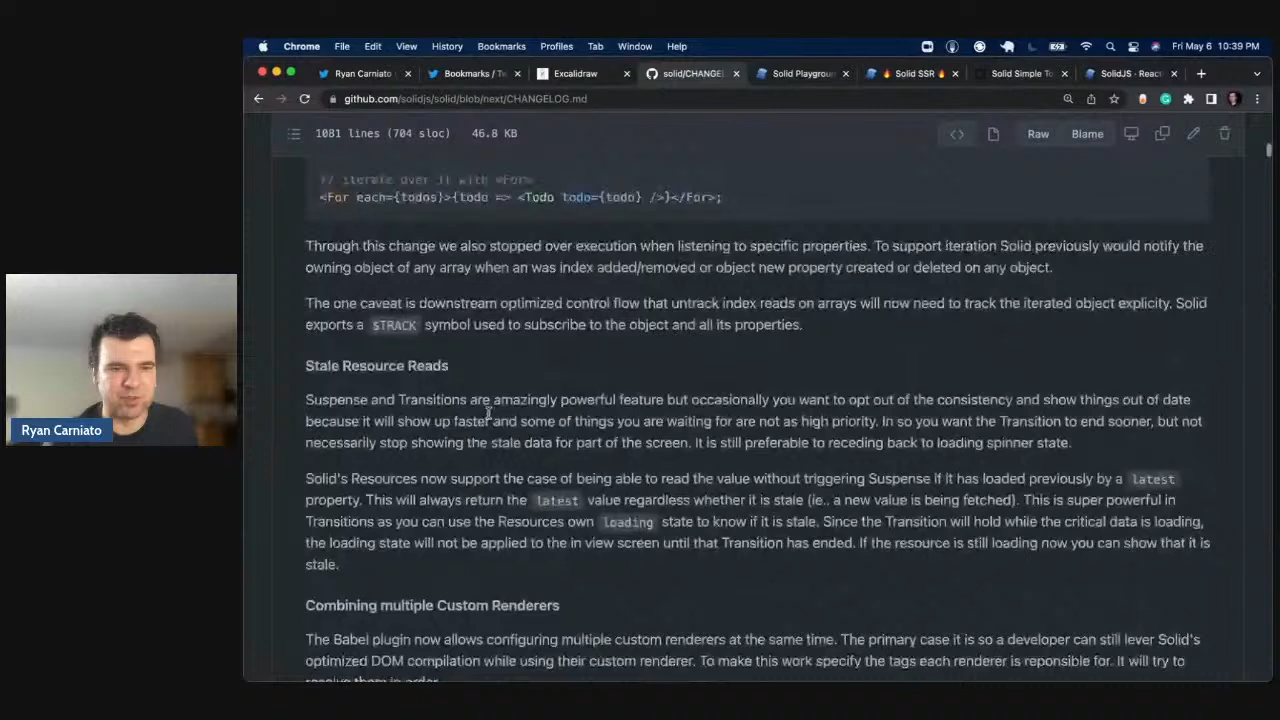 Chrome File Edit View History Bookmarks Profiles Tab Window Help Fri May 6 10:39 PM
Ryan Carniato Bookmarks / Tw Excalidraw solid/CHANGEL Solid Playgroun Solid SSR Solid Simple To SolidJS · Reacti
github.com/solidjs/solid/blob/next/CHANGELOG.md
1081 lines (704 sloc) 46.8 KB Raw Blame
// iterate over it with <For>
<For each={todos}>{todo => <Todo todo={todo} />}</For>;
Through this change we also stopped over execution when listening to specific properties. To support iteration Solid previously would notify the
owning object of any array when an was index added/removed or object new property created or deleted on any object.
The one caveat is downstream optimized control flow that untrack index reads on arrays will now need to track the iterated object explicity. Solid
exports a $TRACK symbol used to subscribe to the object and all its properties.
Stale Resource Reads
Suspense and Transitions are amazingly powerful feature but occasionally you want to opt out of the consistency and show things out of date
because it will show up faster and some of things you are waiting for are not as high priority. In so you want the Transition to end sooner, but not
necessarily stop showing the stale data for part of the screen. It is still preferable to receding back to loading spinner state.
Solid's Resources now support the case of being able to read the value without triggering Suspense if it has loaded previously by a latest
property. This will always return the latest value regardless whether it is stale (ie.. a new value is being fetched). This is super powerful in
Transitions as you can use the Resources own loading state to know if it is stale. Since the Transition will hold while the critical data is loading,
the loading state will not be applied to the in view screen until that Transition has ended. If the resource is still loading now you can show that it is
stale.
Combining multiple Custom Renderers
The Babel plugin now allows configuring multiple custom renderers at the same time. The primary case it is so a developer can still lever Solid's
optimized DOM compilation while using their custom renderer. To make this work specify the tags each renderer is reponsible for. It will try to
resolve them in order.
Ryan Carniato